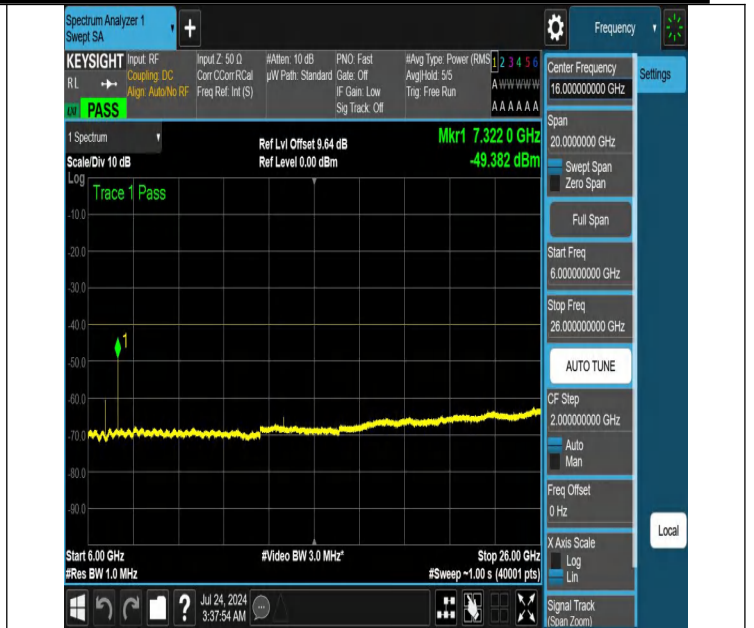 Spectrum Analyzer 1
Swept SA
+
Frequency
KEYSIGHT
RL
PASS
Input: RF
Coupling: DC
Align: Auto/No RF
Input Z: 50 Ω
Corr CCorr RCal
Freq Ref: Int (S)
#Atten: 10 dB
µW Path: Standard
PNO: Fast
Gate: Off
IF Gain: Low
Sig Track: Off
#Avg Type: Power (RMS
Avg|Hold: 5/5
Trig: Free Run
1 2 3 4 5 6
A W W W W W
A A A A A A
1 Spectrum
Scale/Div 10 dB
Ref Lvl Offset 9.64 dB
Ref Level 0.00 dBm
Mkr1 7.322 0 GHz
-49.382 dBm
Log
Trace 1 Pass
-10.0
-20.0
-30.0
-40.0
1
-50.0
-60.0
-70.0
-80.0
-90.0
Start 6.00 GHz
#Res BW 1.0 MHz
#Video BW 3.0 MHz*
Stop 26.00 GHz
#Sweep ~1.00 s (40001 pts)
?
Jul 24, 2024
3:37:54 AM
Center Frequency
16.000000000 GHz
Settings
Span
20.0000000 GHz
Swept Span
Zero Span
Full Span
Start Freq
6.000000000 GHz
Stop Freq
26.000000000 GHz
AUTO TUNE
CF Step
2.000000000 GHz
Auto
Man
Freq Offset
0 Hz
X Axis Scale
Log
Lin
Local
Signal Track
(Span Zoom)